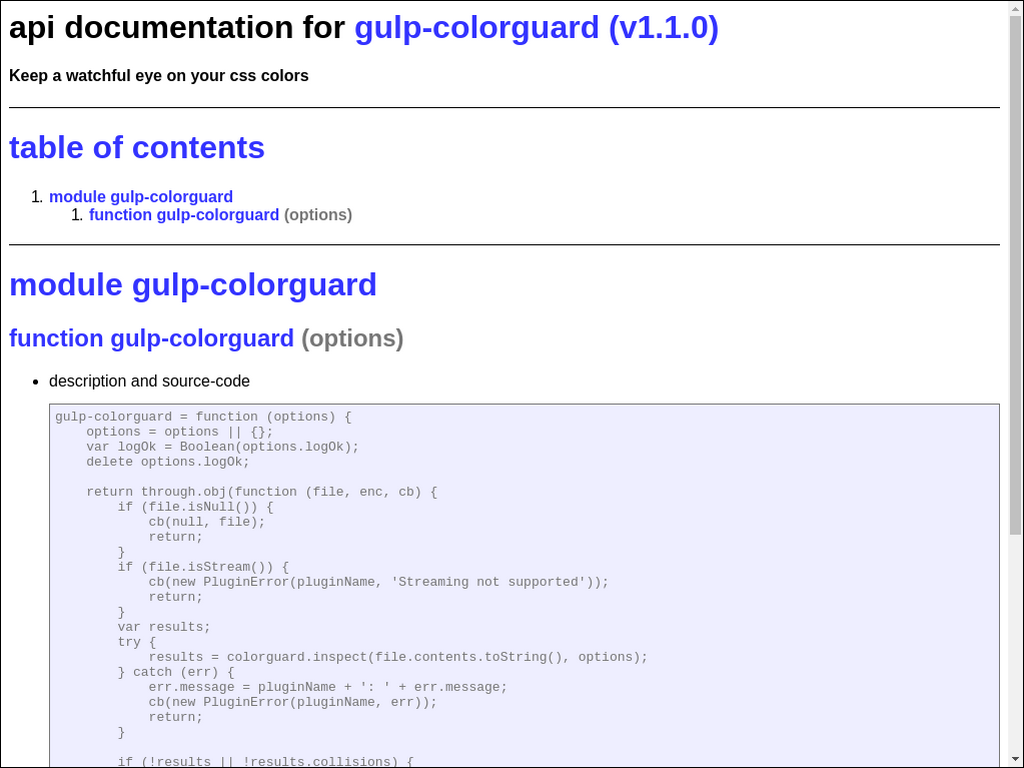 api documentation for gulp-colorguard (v1.1.0)
Keep a watchful eye on your css colors
table of contents
1. module gulp-colorguard
1. function gulp-colorguard (options)
module gulp-colorguard
function gulp-colorguard (options)
• description and source-code
gulp-colorguard = function (options) {
    options = options || {};
    var logOk = Boolean(options.logOk);
    delete options.logOk;
    return through.obj(function (file, enc, cb) {
        if (file.isNull()) {
            cb(null, file);
            return;
        }
        if (file.isStream()) {
            cb(new PluginError(pluginName, 'Streaming not supported'));
            return;
        }
        var results;
        try {
            results = colorguard.inspect(file.contents.toString(), options);
        } catch (err) {
            err.message = pluginName + ': ' + err.message;
            cb(new PluginError(pluginName, err));
            return;
        }
        if (!results || !results.collisions) {